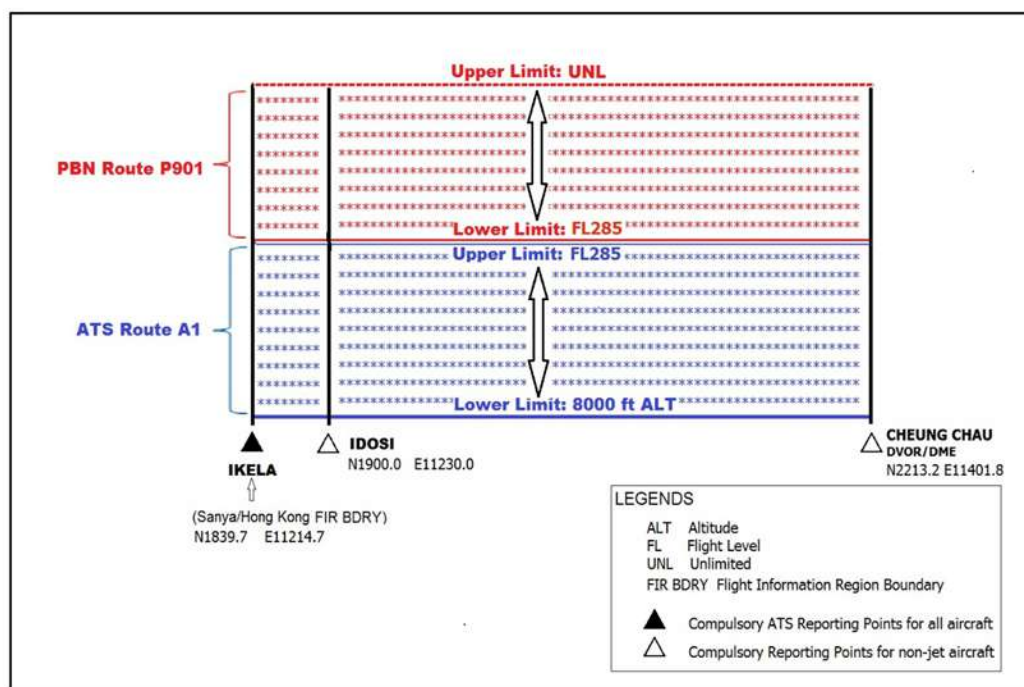 Upper Limit: UNL
PBN Route P901
Lower Limit: FL285
Upper Limit: FL285
ATS Route A1
Lower Limit: 8000 ft ALT
IKELA
(Sanya/Hong Kong FIR BDRY)
N1839.7 E11214.7
IDOSI
N1900.0 E11230.0
CHEUNG CHAU
DVOR/DME
N2213.2 E11401.8
LEGENDS
ALT Altitude
FL Flight Level
UNL Unlimited
FIR BDRY Flight Information Region Boundary
Compulsory ATS Reporting Points for all aircraft
Compulsory Reporting Points for non-jet aircraft